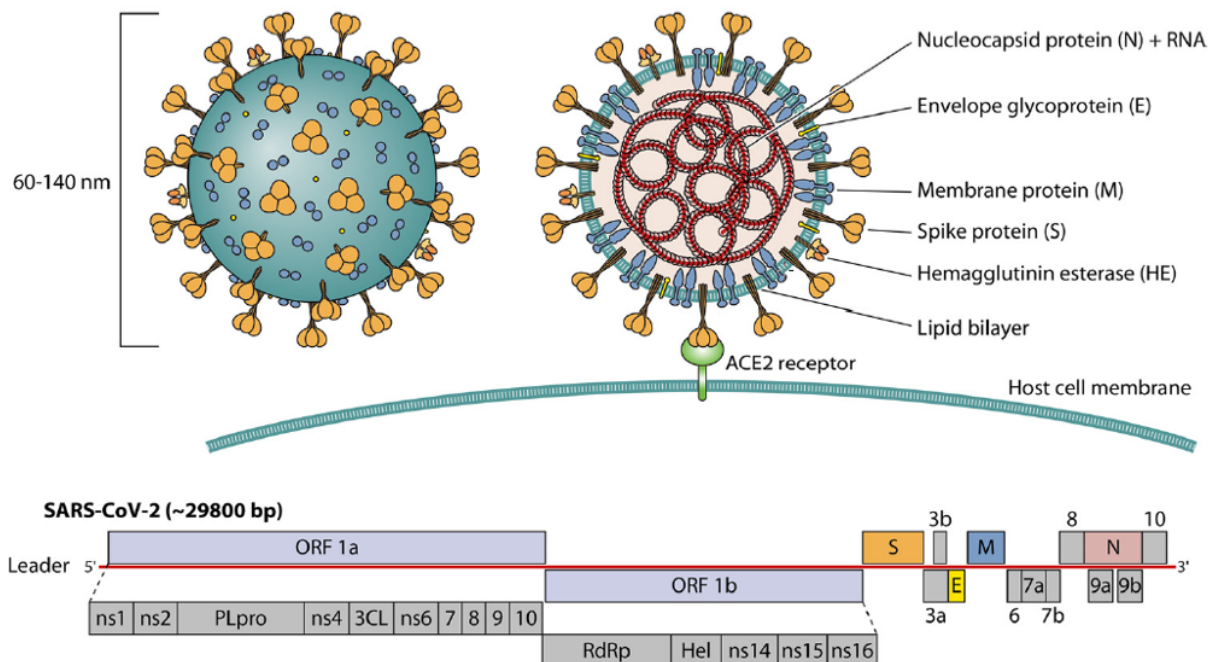 60-140 nm
Nucleocapsid protein (N) + RNA
Envelope glycoprotein (E)
Membrane protein (M)
Spike protein (S)
Hemagglutinin esterase (HE)
Lipid bilayer
ACE2 receptor
Host cell membrane
SARS-CoV-2 (~29800 bp)
3b 8 10
ORF 1a S M N
Leader 5' 3'
ORF 1b E 7a 9a 9b
3a 6 7b
ns1 ns2 PLpro ns4 3CL ns6 7 8 9 10
RdRp Hel ns14 ns15 ns16